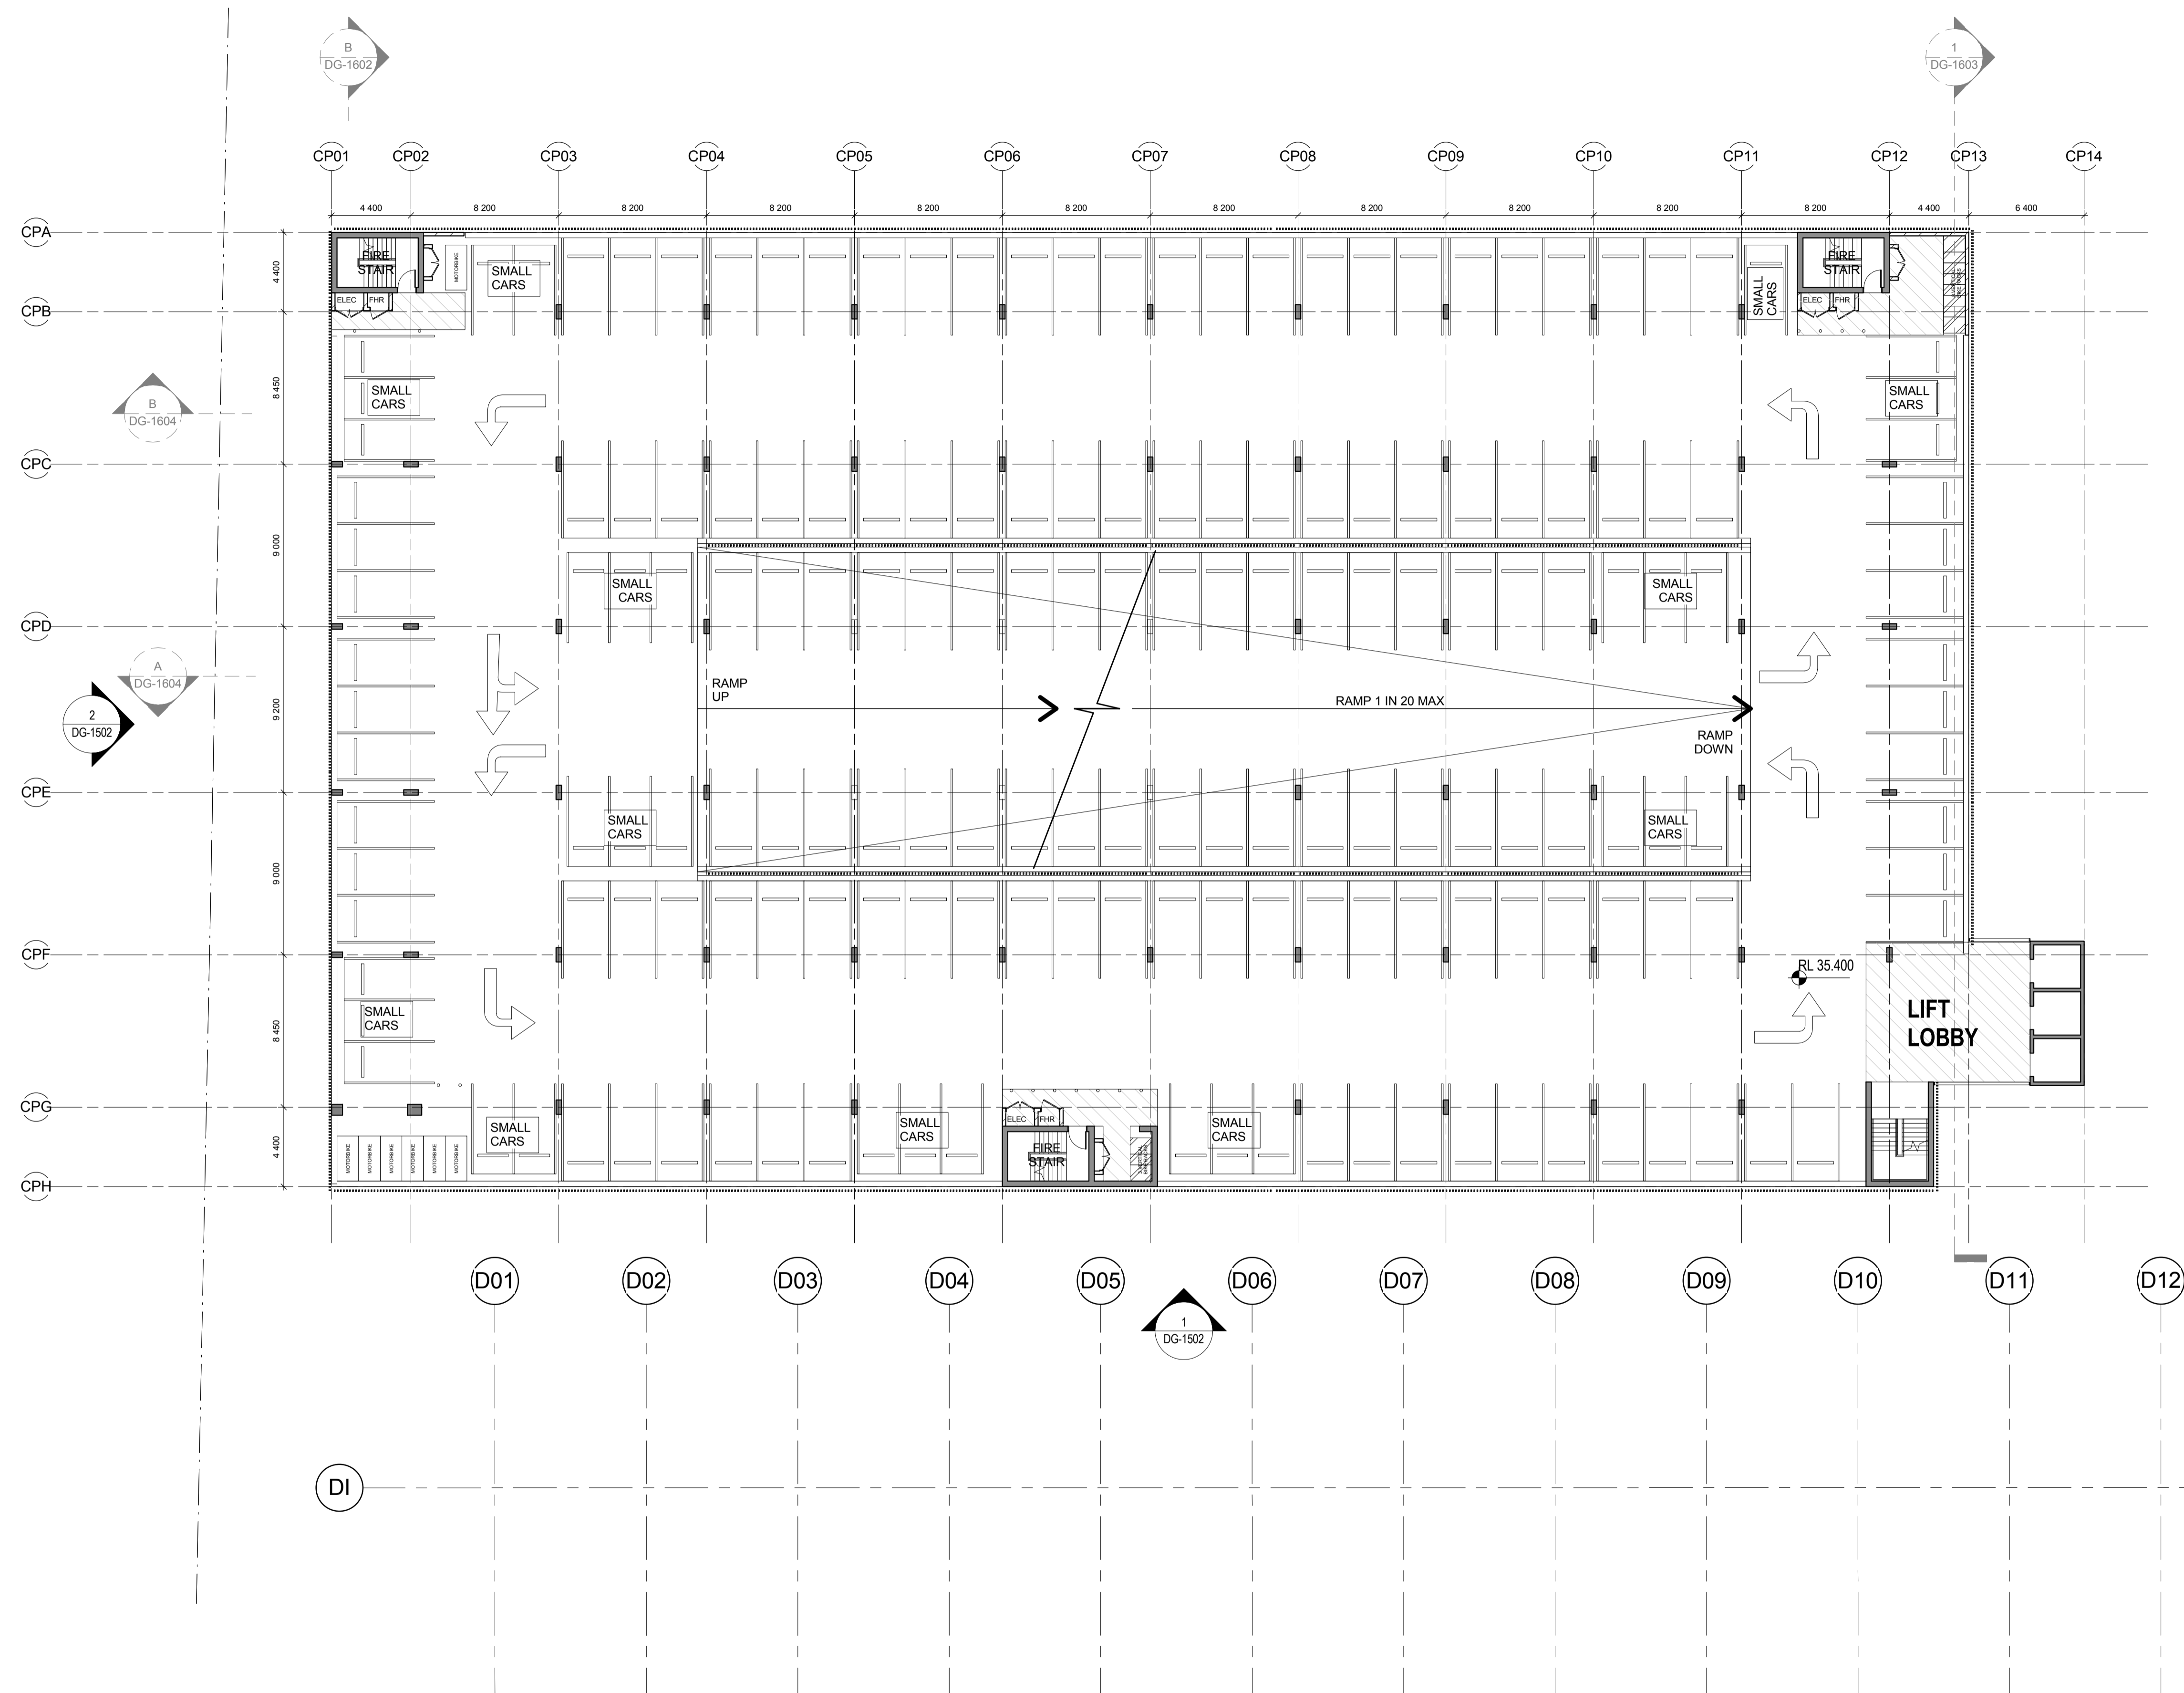 B
DG-1602
1
DG-1603
CP01
CP02
CP03
CP04
CP05
CP06
CP07
CP08
CP09
CP10
CP11
CP12
CP13
CP14
4 400
8 200
8 200
8 200
8 200
8 200
8 200
8 200
8 200
8 200
8 200
4 400
6 400
CPA
CPB
CPC
CPD
CPE
CPF
CPG
CPH
4 400
8 450
9 000
9 200
9 000
8 450
4 400
B
DG-1604
A
DG-1604
2
DG-1502
FIRE
STAIR
ELEC
FHR
MOTORBIKE
SMALL
CARS
SMALL
CARS
FIRE
STAIR
ELEC
FHR
SMALL
CARS
SMALL
CARS
SMALL
CARS
SMALL
CARS
RAMP
UP
RAMP 1 IN 20 MAX
RAMP
DOWN
SMALL
CARS
SMALL
CARS
RL 35.400
LIFT
LOBBY
SMALL
CARS
SMALL
CARS
SMALL
CARS
SMALL
CARS
ELEC
FHR
FIRE
STAIR
MOTORBIKE
MOTORBIKE
MOTORBIKE
MOTORBIKE
MOTORBIKE
MOTORBIKE
D01
D02
D03
D04
D05
D06
D07
D08
D09
D10
D11
D12
1
DG-1502
DI